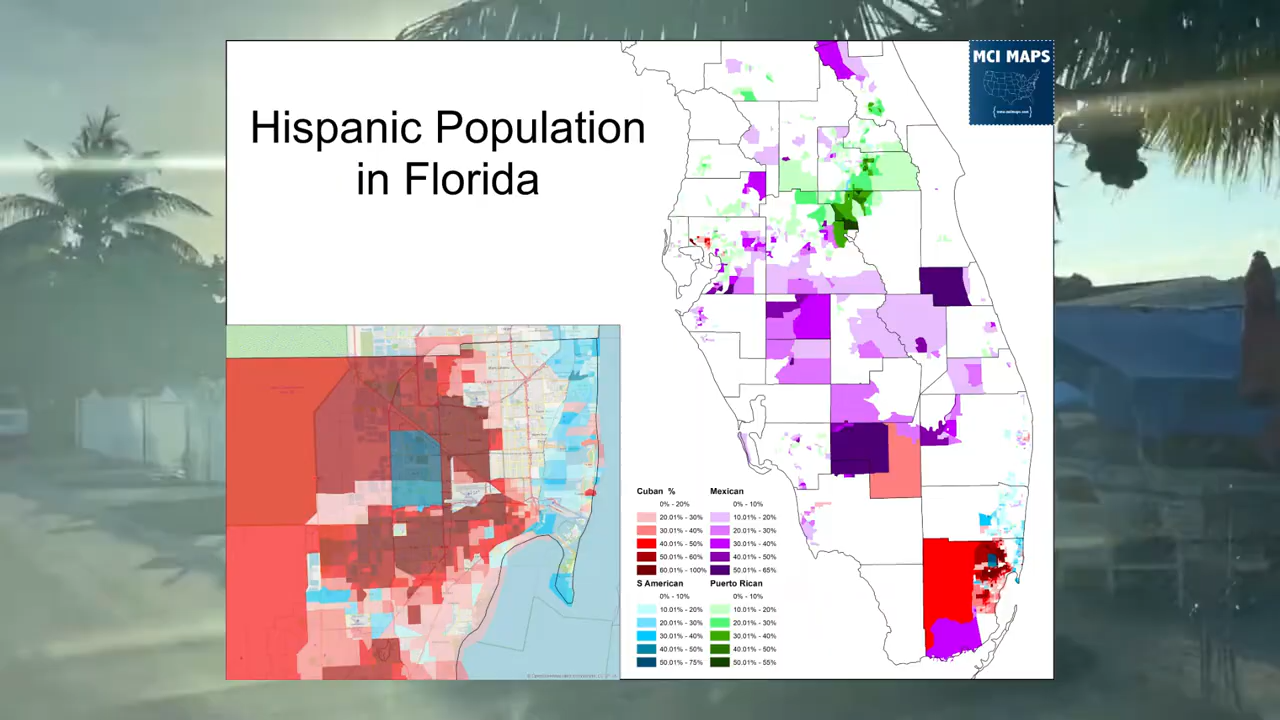 Hispanic Population
in Florida
MCI MAPS
(www.mcimaps.com)
Cuban %
0% - 20%
20.01% - 30%
30.01% - 40%
40.01% - 50%
50.01% - 60%
60.01% - 100%
Mexican
0% - 10%
10.01% - 20%
20.01% - 30%
30.01% - 40%
40.01% - 50%
50.01% - 65%
S American
0% - 10%
10.01% - 20%
20.01% - 30%
30.01% - 40%
40.01% - 50%
50.01% - 75%
Puerto Rican
0% - 10%
10.01% - 20%
20.01% - 30%
30.01% - 40%
40.01% - 50%
50.01% - 55%